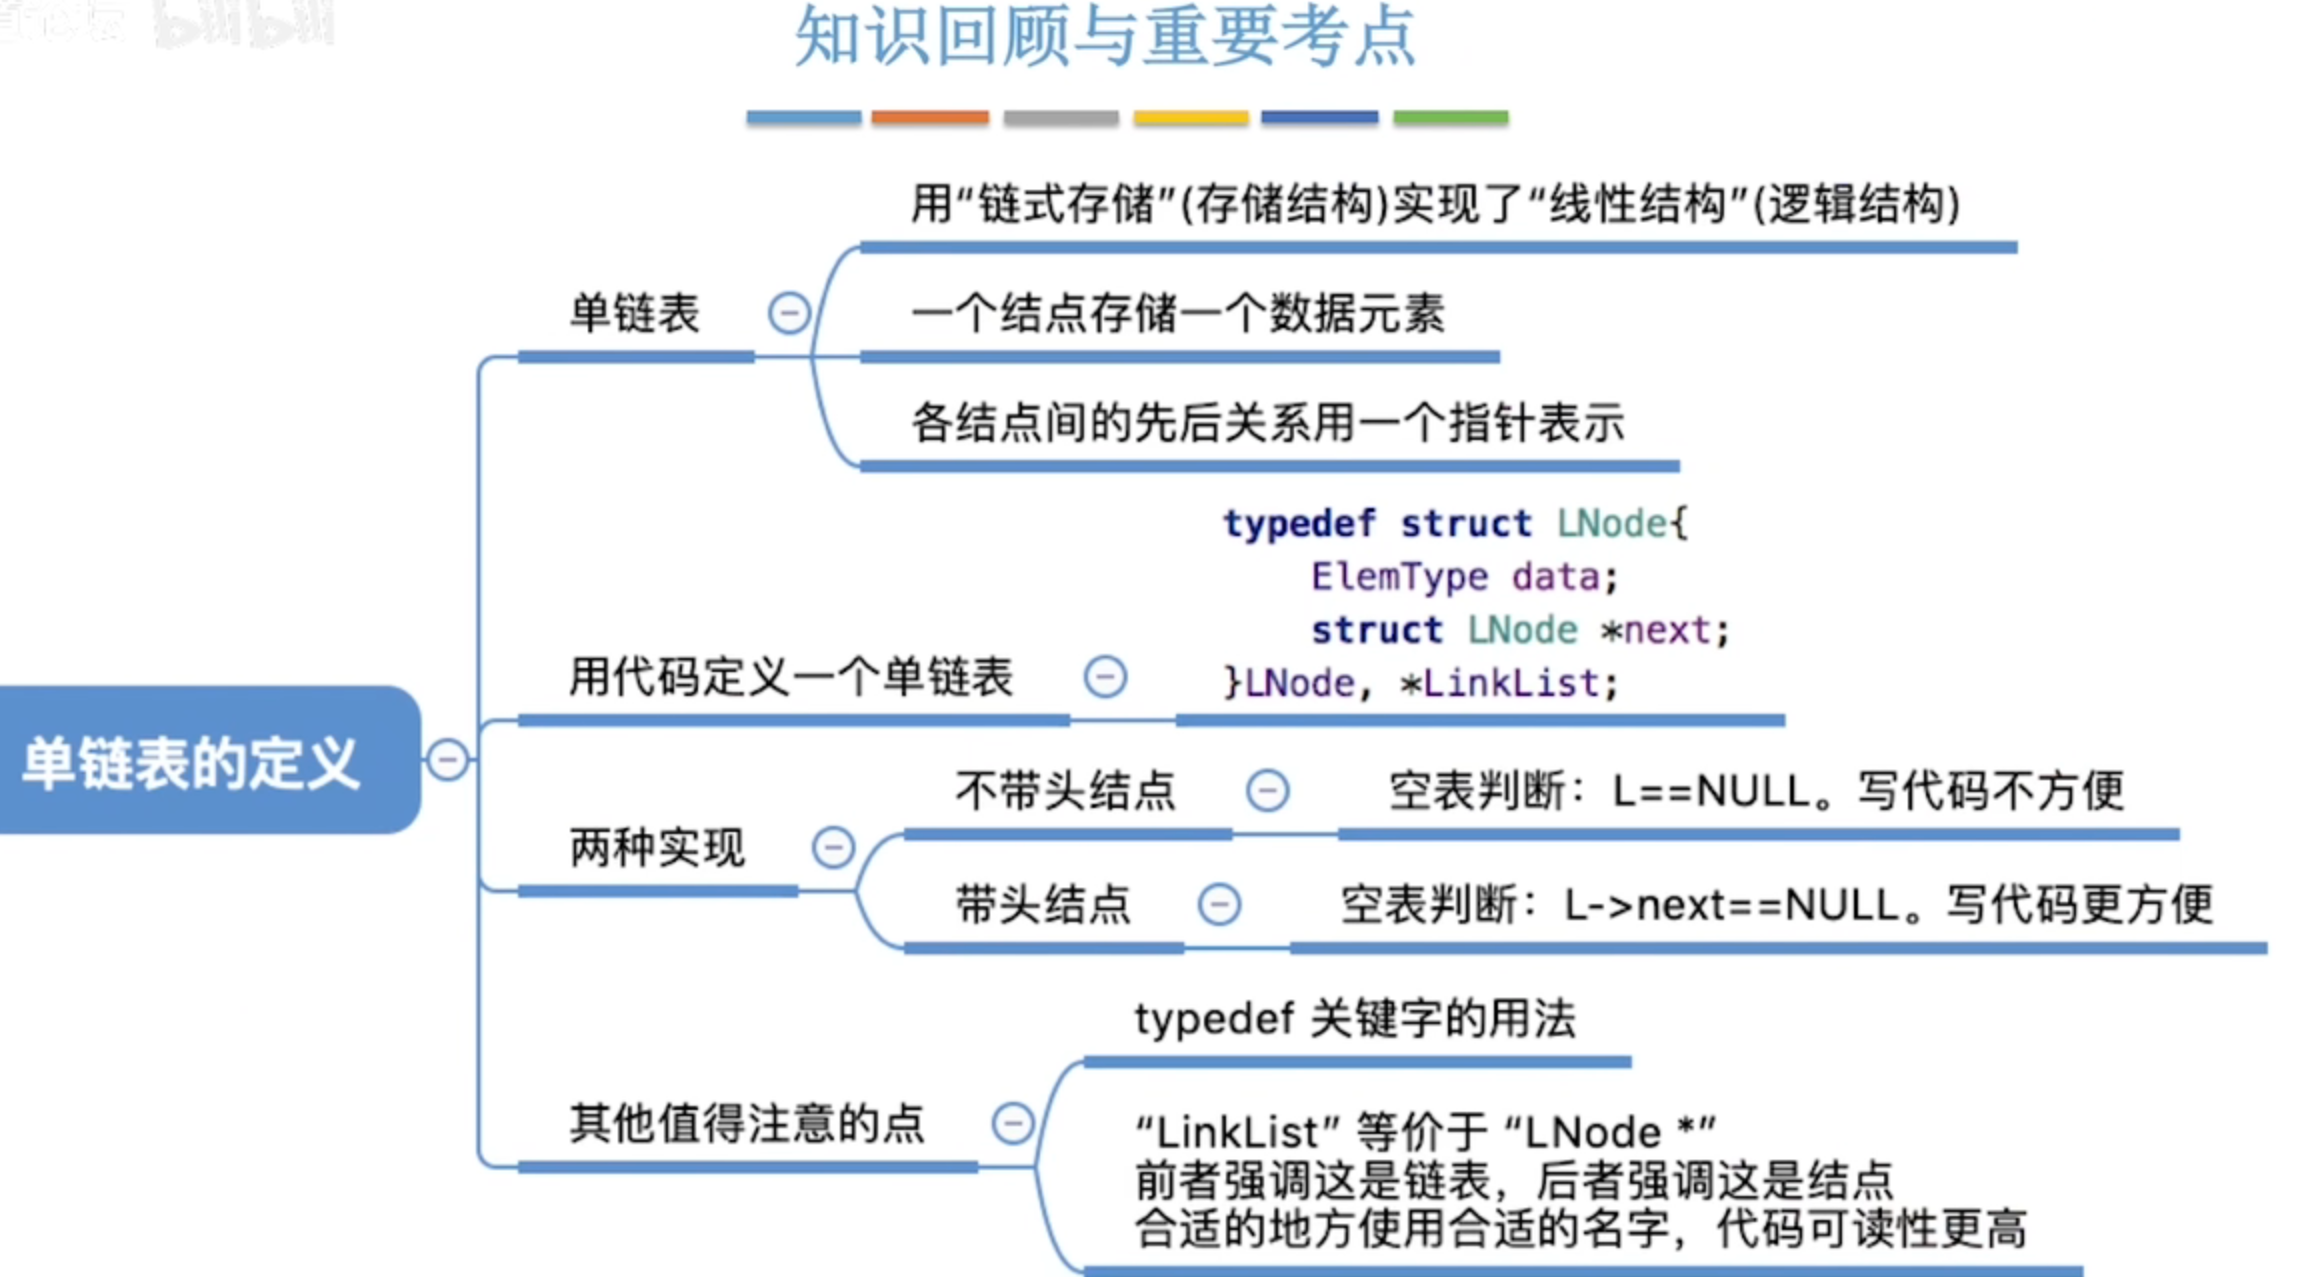 bilibili
知识回顾与重要考点
用“链式存储”(存储结构)实现了“线性结构”(逻辑结构)
单链表
一个结点存储一个数据元素
各结点间的先后关系用一个指针表示
typedef struct LNode{
ElemType data;
struct LNode *next;
}LNode, *LinkList;
用代码定义一个单链表
单链表的定义
不带头结点
空表判断：L==NULL。写代码不方便
两种实现
带头结点
空表判断：L->next==NULL。写代码更方便
typedef 关键字的用法
其他值得注意的点
“LinkList” 等价于 “LNode *”
前者强调这是链表，后者强调这是结点
合适的地方使用合适的名字，代码可读性更高